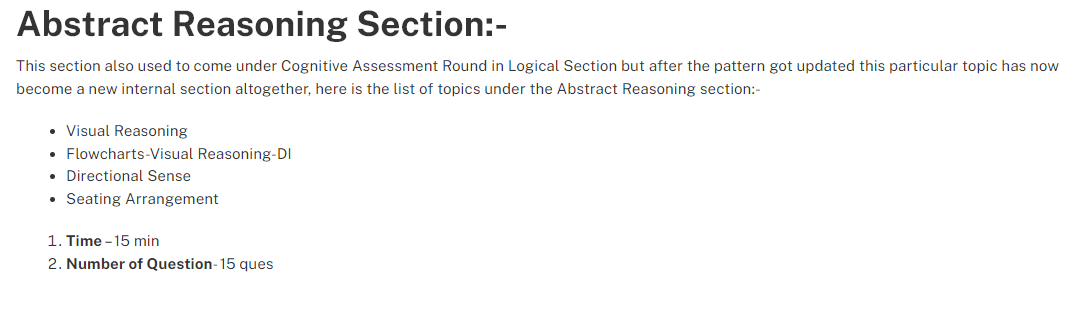 Abstract Reasoning Section:-
This section also used to come under Cognitive Assessment Round in Logical Section but after the pattern got updated this particular topic has now
become a new internal section altogether, here is the list of topics under the Abstract Reasoning section:-
• Visual Reasoning
• Flowcharts-Visual Reasoning-DI
• Directional Sense
• Seating Arrangement
1. Time – 15 min
2. Number of Question- 15 ques